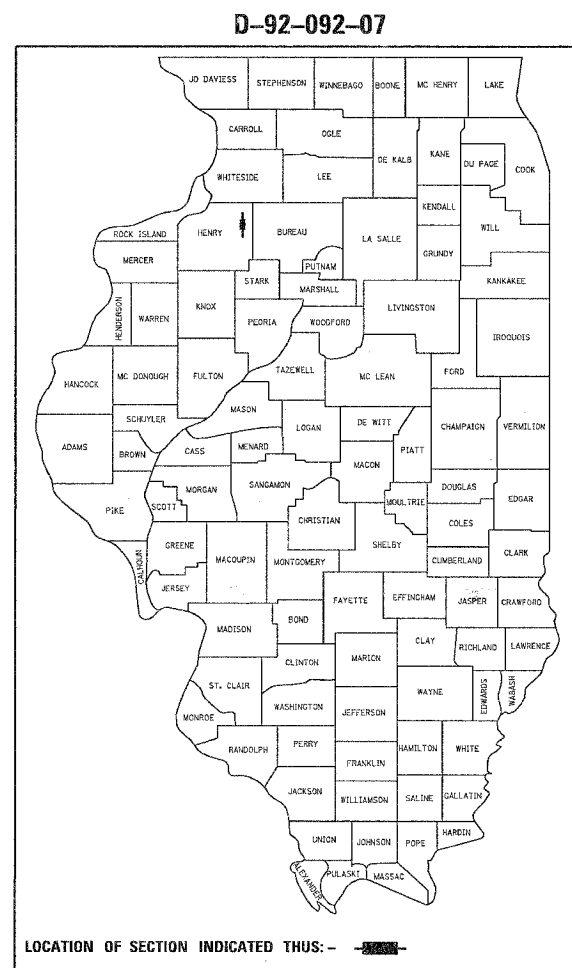 D-92-092-07
JO DAVIESS
STEPHENSON
WINNEBAGO
BOONE
MC HENRY
LAKE
CARROLL
OGLE
DE KALB
KANE
DU PAGE
COOK
WHITESIDE
LEE
KENDALL
WILL
ROCK ISLAND
HENRY
BUREAU
LA SALLE
GRUNDY
MERCER
PUTNAM
KANKAKEE
STARK
MARSHALL
HENDERSON
WARREN
KNOX
PEORIA
WOODFORD
LIVINGSTON
IROQUOIS
HANCOCK
MC DONOUGH
FULTON
TAZEWELL
MC LEAN
FORD
MASON
SCHUYLER
LOGAN
DE WITT
CHAMPAIGN
VERMILION
ADAMS
BROWN
CASS
MENARD
MACON
PIATT
PIKE
SCOTT
MORGAN
SANGAMON
MOULTRIE
DOUGLAS
EDGAR
CHRISTIAN
COLES
CALHOUN
GREENE
MACOUPIN
MONTGOMERY
SHELBY
CUMBERLAND
CLARK
JERSEY
FAYETTE
EFFINGHAM
JASPER
CRAWFORD
MADISON
BOND
CLAY
RICHLAND
LAWRENCE
CLINTON
MARION
ST. CLAIR
WAYNE
EDWARDS
WABASH
MONROE
WASHINGTON
JEFFERSON
RANDOLPH
PERRY
HAMILTON
WHITE
FRANKLIN
JACKSON
WILLIAMSON
SALINE
GALLATIN
UNION
JOHNSON
POPE
HARDIN
ALEXANDER
PULASKI
MASSAC
LOCATION OF SECTION INDICATED THUS: -